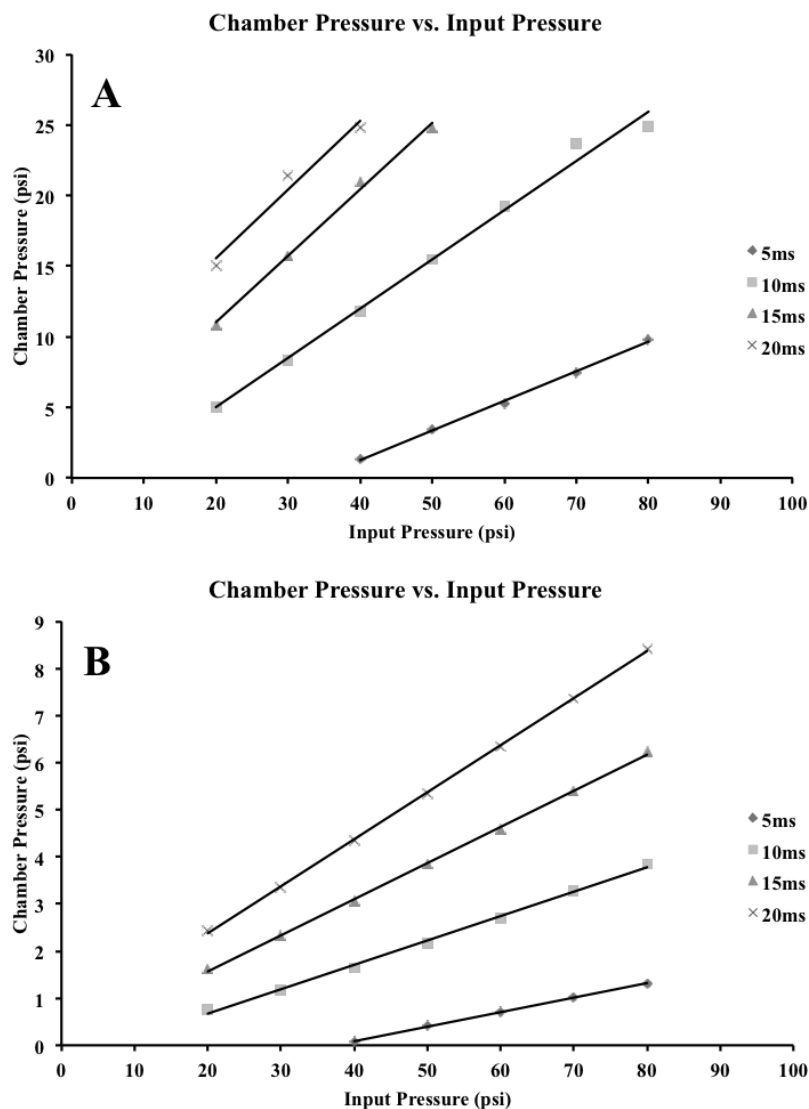 Chamber Pressure vs. Input Pressure
A
30
25
20
15
10
5
0
Chamber Pressure (psi)
0 10 20 30 40 50 60 70 80 90 100
Input Pressure (psi)
5ms
10ms
15ms
20ms
Chamber Pressure vs. Input Pressure
B
9
8
7
6
5
4
3
2
1
0
Chamber Pressure (psi)
0 10 20 30 40 50 60 70 80 90 100
Input Pressure (psi)
5ms
10ms
15ms
20ms